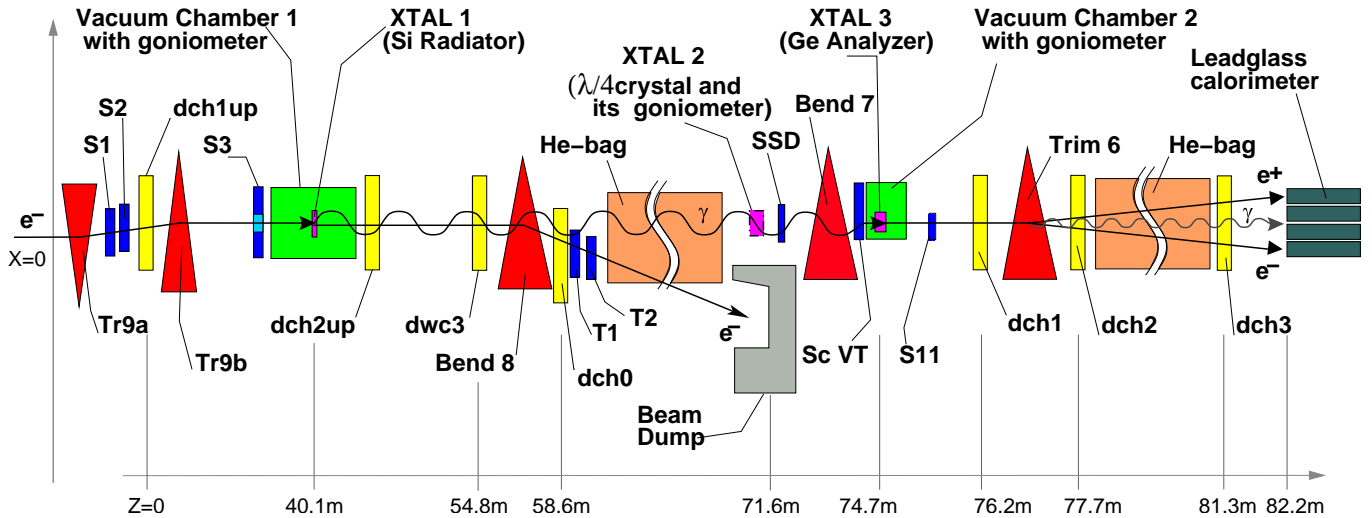 Vacuum Chamber 1
with goniometer
XTAL 1
(Si Radiator)
XTAL 3
(Ge Analyzer)
Vacuum Chamber 2
with goniometer
XTAL 2
(λ/4 crystal and
its goniometer)
Leadglass
calorimeter
S1
S2
dch1up
S3
He−bag
SSD
Bend 7
Trim 6
He−bag
e−
X=0
γ
e+
γ
e−
Tr9a
Tr9b
dch2up
dwc3
Bend 8
dch0
T1
T2
e−
Beam
Dump
Sc VT
S11
dch1
dch2
dch3
Z=0
40.1m
54.8m
58.6m
71.6m
74.7m
76.2m
77.7m
81.3m
82.2m